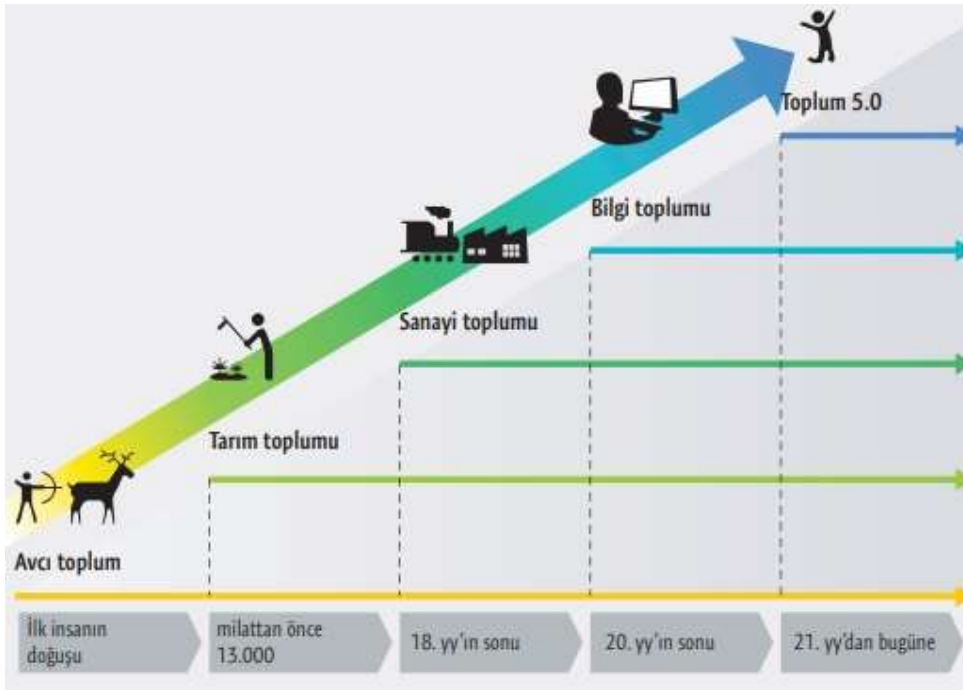 Toplum 5.0
Bilgi toplumu
Sanayi toplumu
Tarım toplumu
Avcı toplum
İlk insanın
doğuşu
milattan önce
13.000
18. yy'ın sonu
20. yy'ın sonu
21. yy'dan bugüne